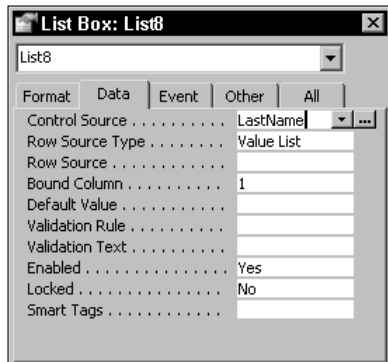 List Box: List8
List8
Format Data Event Other All
Control Source . . . . . . . . . . LastName
Row Source Type . . . . . . . . Value List
Row Source . . . . . . . . . . . .
Bound Column . . . . . . . . . . 1
Default Value . . . . . . . . . . .
Validation Rule . . . . . . . . . .
Validation Text . . . . . . . . . .
Enabled . . . . . . . . . . . . . . . Yes
Locked . . . . . . . . . . . . . . . No
Smart Tags . . . . . . . . . . . .